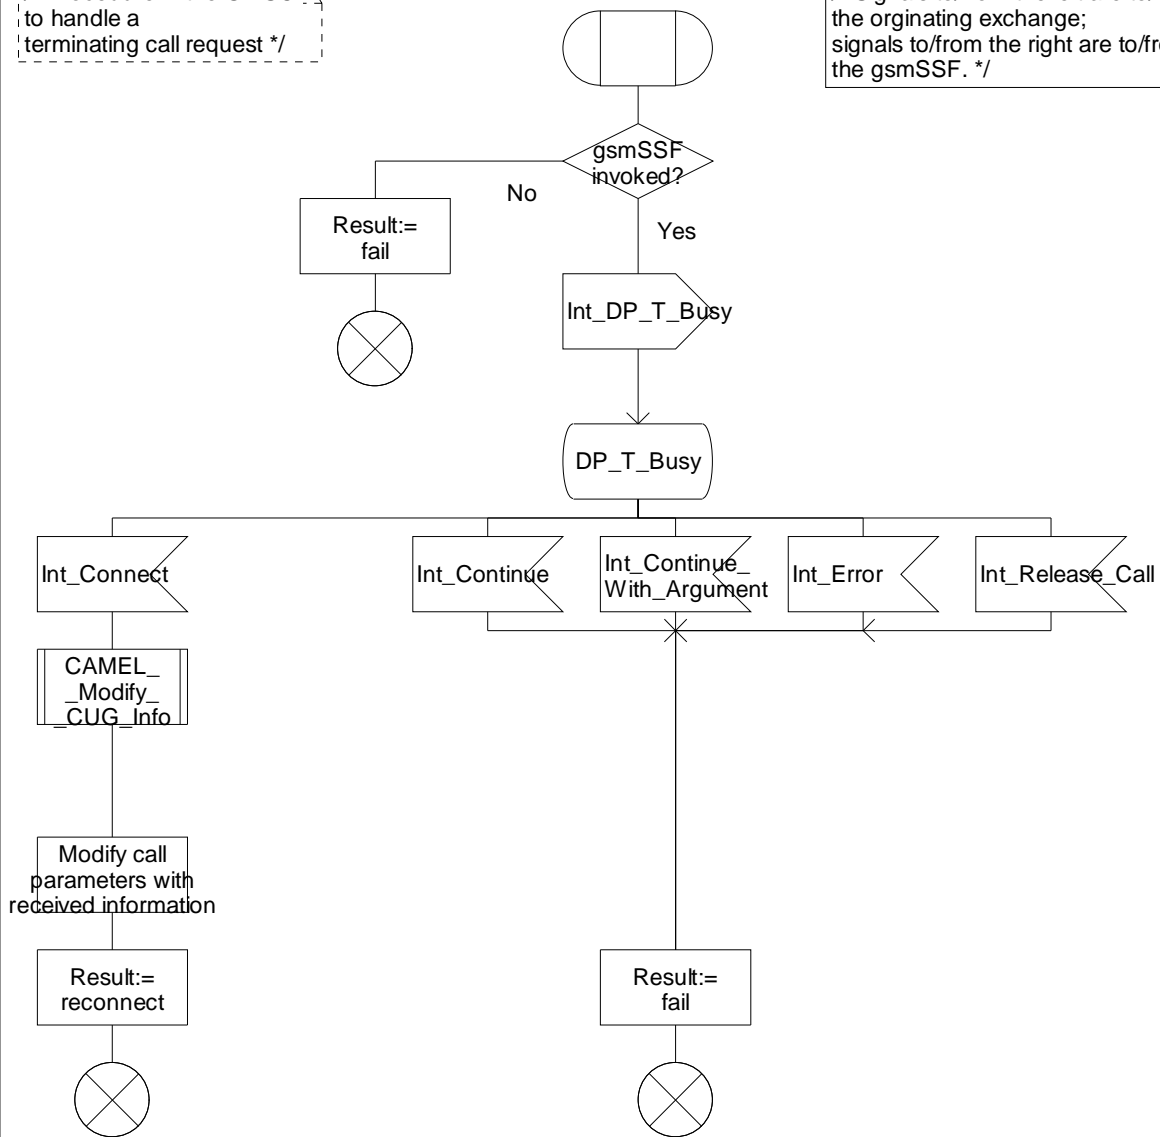 to handle a
terminating call request */
the orginating exchange;
signals to/from the right are to/
the gsmSSF. */
gsmSSF
invoked?
No
Yes
Result:=
fail
Int_DP_T_Busy
DP_T_Busy
Int_Connect
Int_Continue
Int_Continue_
With_Argument
Int_Error
Int_Release_Call
CAMEL_
_Modify_
_CUG_Info
Modify call
parameters with
received information
Result:=
reconnect
Result:=
fail